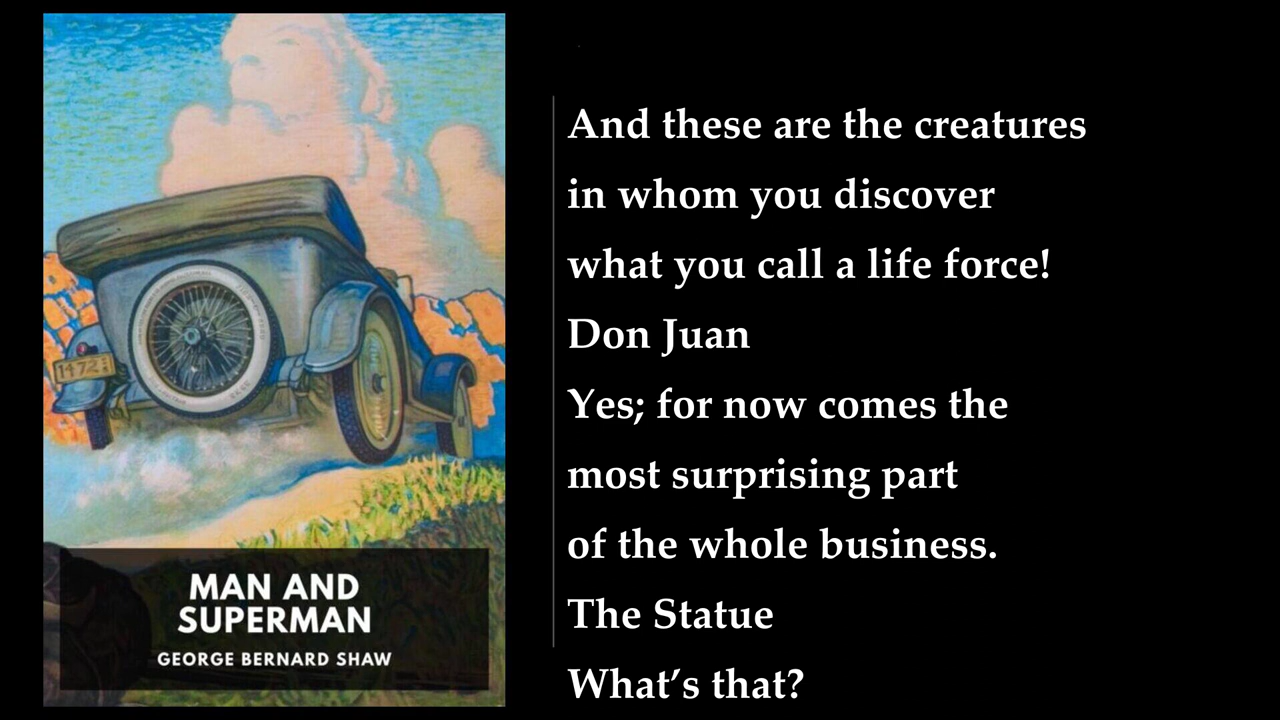 1472
MAN AND
SUPERMAN
GEORGE BERNARD SHAW
And these are the creatures
in whom you discover
what you call a life force!
Don Juan
Yes; for now comes the
most surprising part
of the whole business.
The Statue
What’s that?